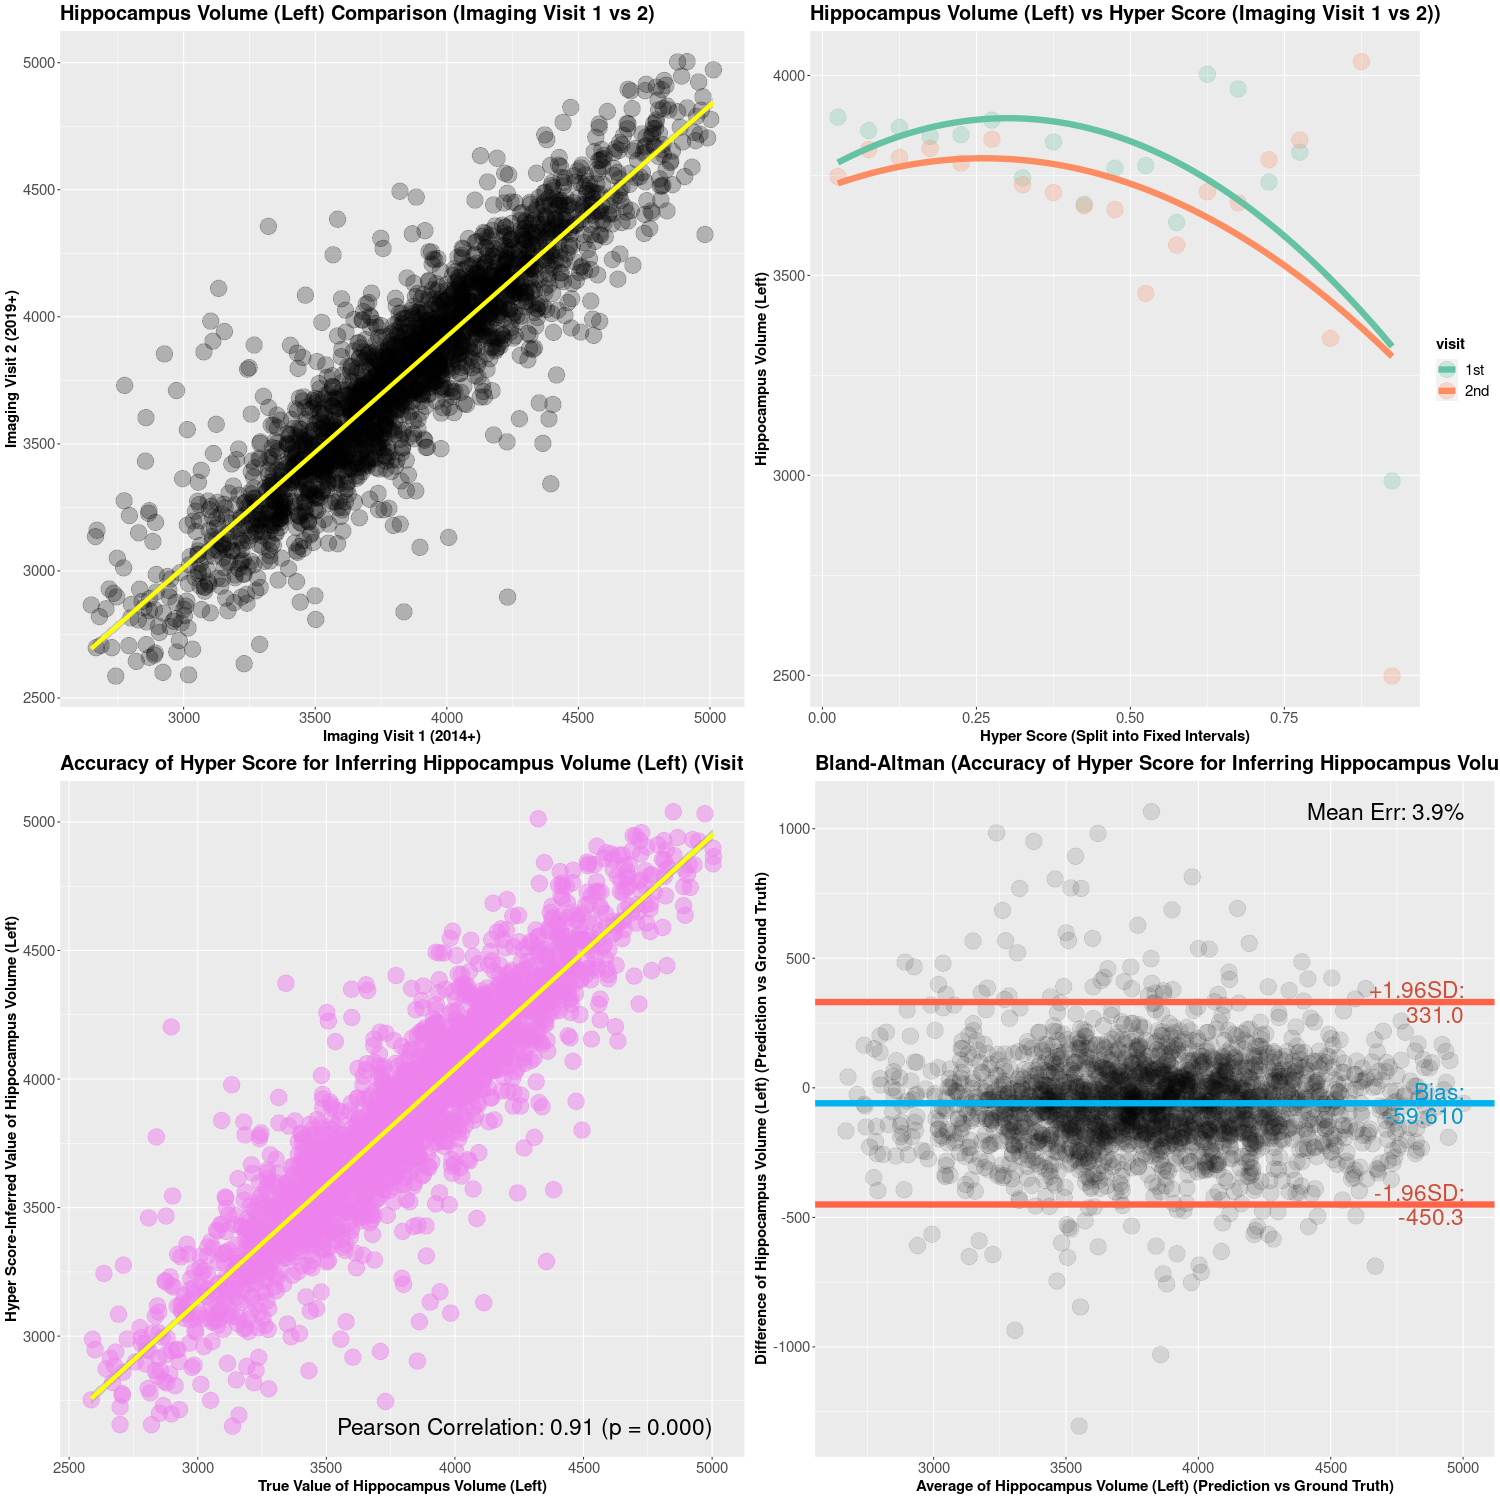 Hippocampus Volume (Left) Comparison (Imaging Visit 1 vs 2)
5000
4500
4000
3500
3000
2500
Imaging Visit 2 (2019+)
3000 3500 4000 4500 5000
Imaging Visit 1 (2014+)
Hippocampus Volume (Left) vs Hyper Score (Imaging Visit 1 vs 2))
4000
3500
3000
2500
Hippocampus Volume (Left)
0.00 0.25 0.50 0.75
Hyper Score (Split into Fixed Intervals)
visit
1st
2nd
Accuracy of Hyper Score for Inferring Hippocampus Volume (Left) (Visit
5000
4500
4000
3500
3000
Hyper Score-Inferred Value of Hippocampus Volume (Left)
Pearson Correlation: 0.91 (p = 0.000)
2500 3000 3500 4000 4500 5000
True Value of Hippocampus Volume (Left)
Bland-Altman (Accuracy of Hyper Score for Inferring Hippocampus Volu
Mean Err: 3.9%
1000
500
0
-500
-1000
Difference of Hippocampus Volume (Left) (Prediction vs Ground Truth)
+1.96SD:
331.0
Bias:
-59.610
-1.96SD:
-450.3
3000 3500 4000 4500 5000
Average of Hippocampus Volume (Left) (Prediction vs Ground Truth)